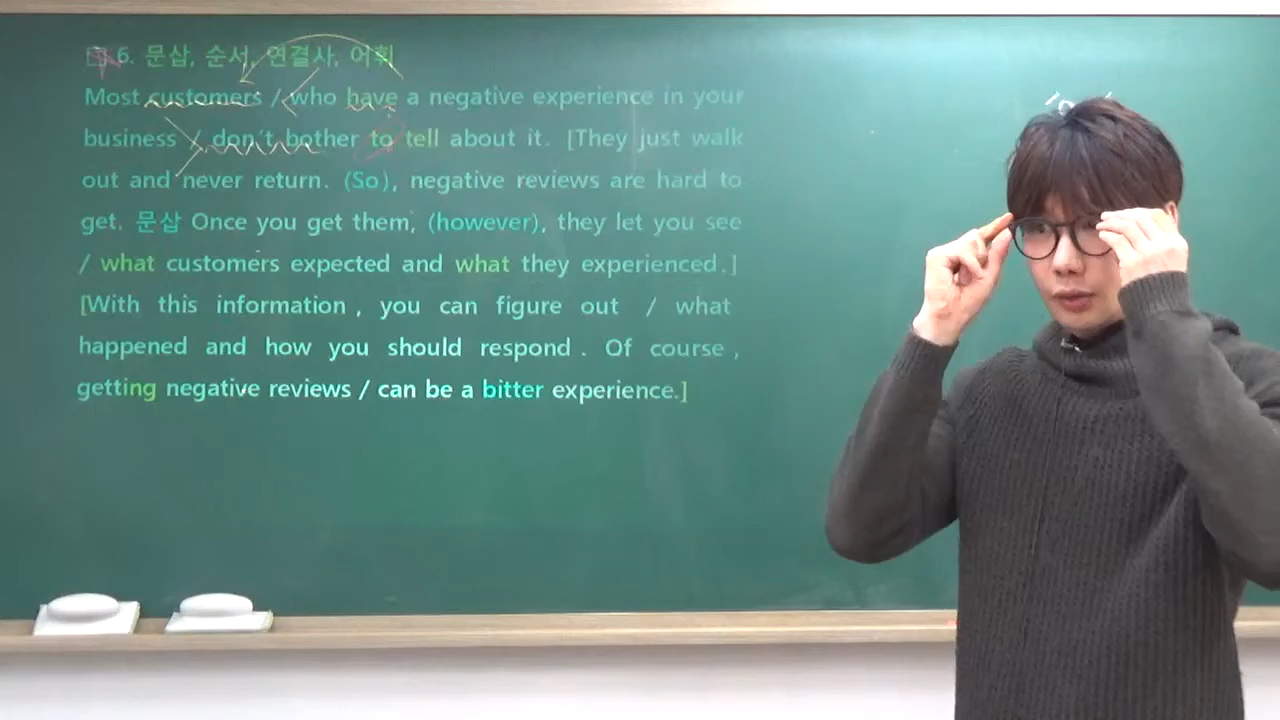 6. 문삽, 순서, 연결사, 어휘
Most customers / who have a negative experience in your
business / don't bother to tell about it. [They just walk
out and never return. (So), negative reviews are hard to
get. 문삽 Once you get them, (however), they let you see
/ what customers expected and what they experienced.]
[With this information, you can figure out / what
happened and how you should respond. Of course,
getting negative reviews / can be a bitter experience.]